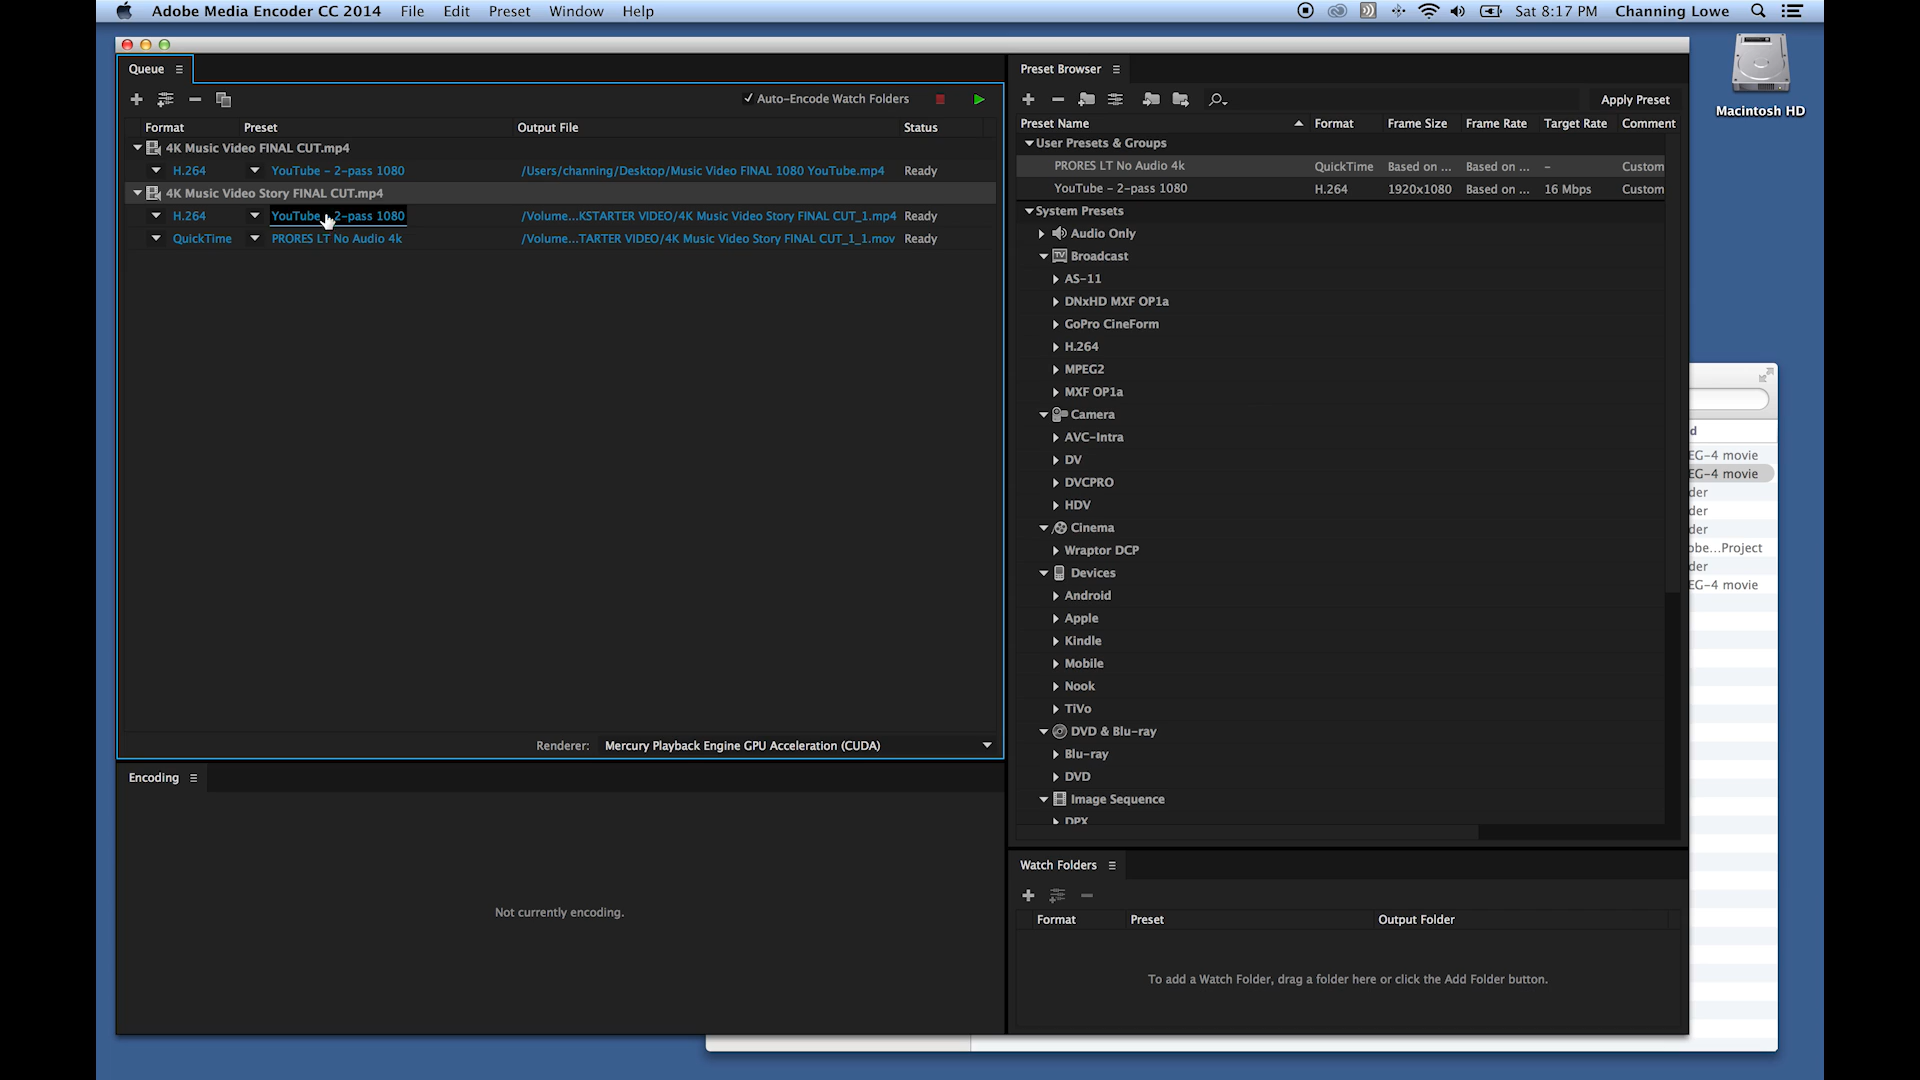 Adobe Media Encoder CC 2014 File Edit Preset Window Help Sat 8:17 PM Channing Lowe
Macintosh HD
Queue
Auto-Encode Watch Folders
Format Preset Output File Status
4K Music Video FINAL CUT.mp4
H.264 YouTube - 2-pass 1080 /Users/channing/Desktop/Music Video FINAL 1080 YouTube.mp4 Ready
4K Music Video Story FINAL CUT.mp4
H.264 YouTube - 2-pass 1080 /Volume...KSTARTER VIDEO/4K Music Video Story FINAL CUT_1.mp4 Ready
QuickTime PRORES LT No Audio 4k /Volume...TARTER VIDEO/4K Music Video Story FINAL CUT_1_1.mov Ready
Renderer: Mercury Playback Engine GPU Acceleration (CUDA)
Encoding
Not currently encoding.
Preset Browser
Apply Preset
Preset Name Format Frame Size Frame Rate Target Rate Comment
User Presets & Groups
PRORES LT No Audio 4k QuickTime Based on ... Based on ... - Custom
YouTube - 2-pass 1080 H.264 1920x1080 Based on ... 16 Mbps Custom
System Presets
Audio Only
Broadcast
AS-11
DNxHD MXF OP1a
GoPro CineForm
H.264
MPEG2
MXF OP1a
Camera
AVC-Intra
DV
DVCPRO
HDV
Cinema
Wraptor DCP
Devices
Android
Apple
Kindle
Mobile
Nook
TiVo
DVD & Blu-ray
Blu-ray
DVD
Image Sequence
DPX
Watch Folders
Format Preset Output Folder
To add a Watch Folder, drag a folder here or click the Add Folder button.
d
EG-4 movie
EG-4 movie
der
der
der
obe...Project
der
EG-4 movie